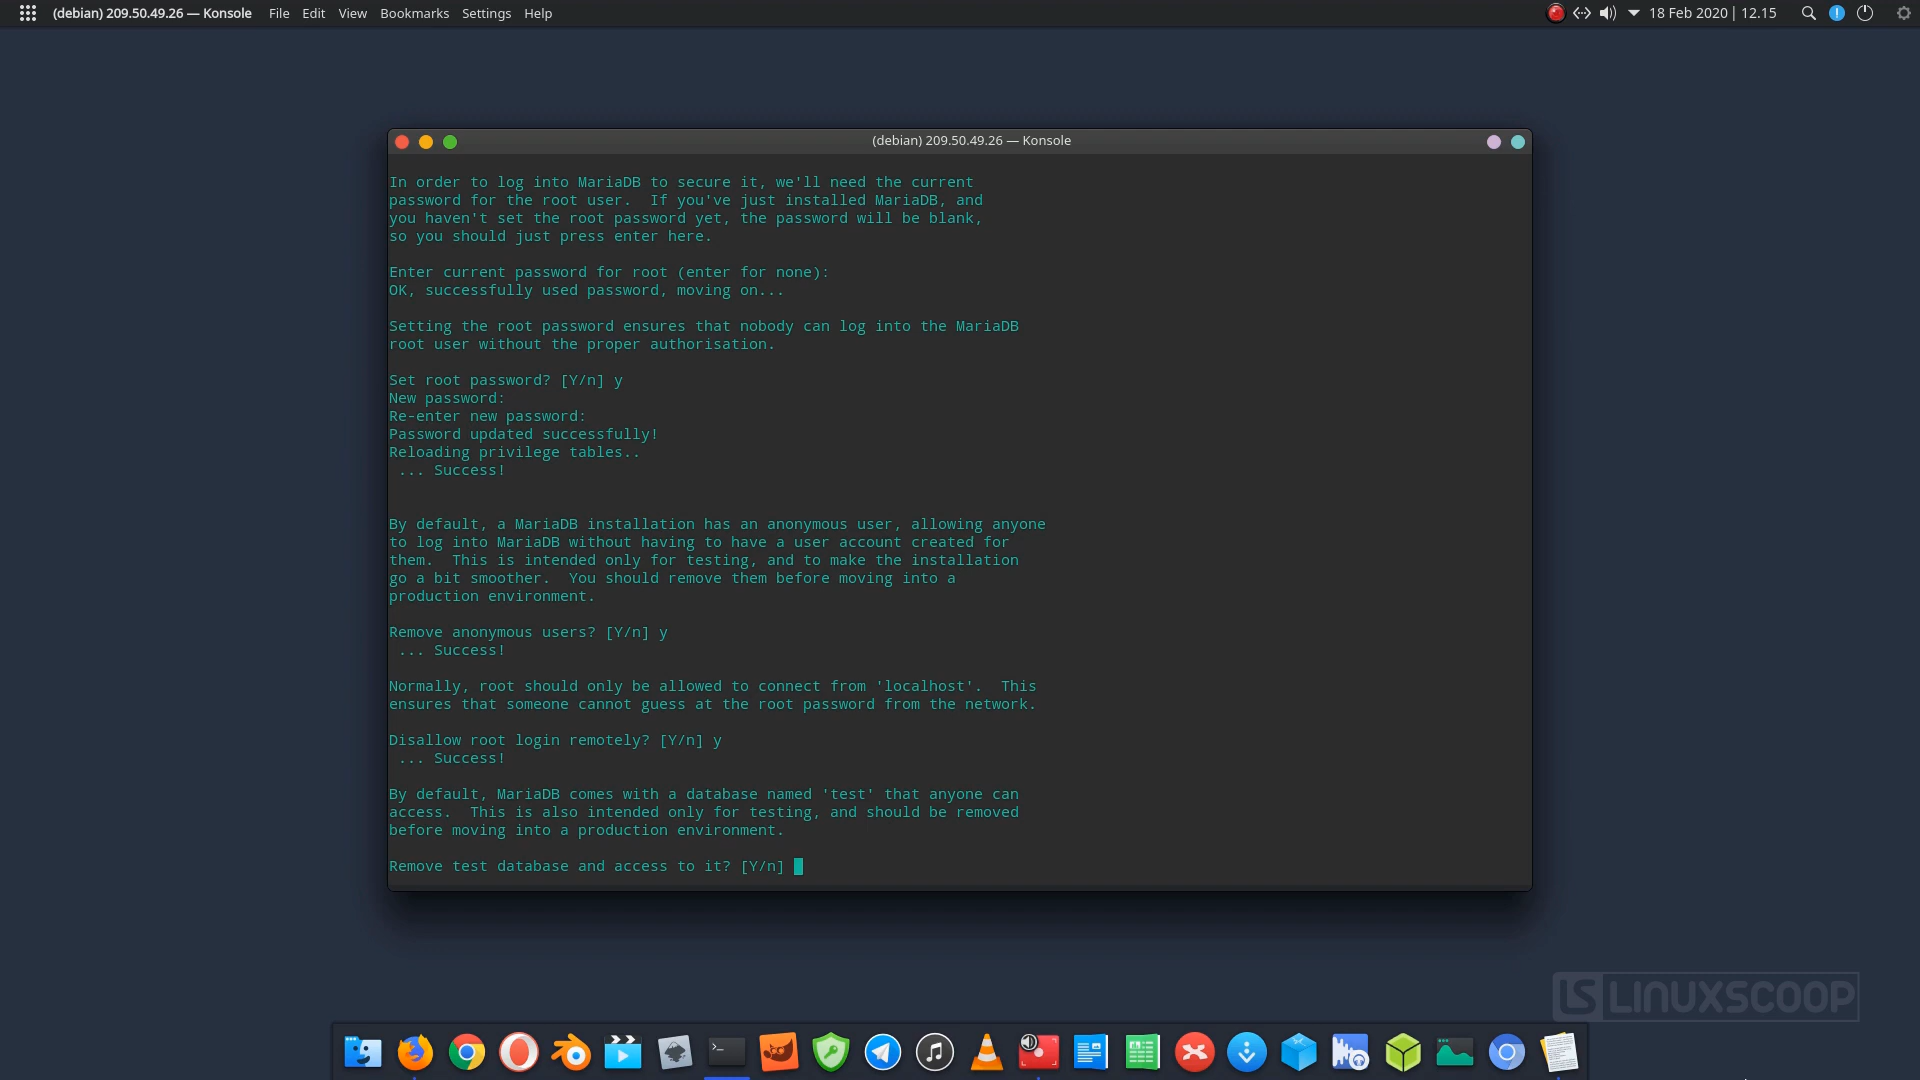 (debian) 209.50.49.26 — Konsole File Edit View Bookmarks Settings Help 18 Feb 2020 | 12.15
(debian) 209.50.49.26 — Konsole
In order to log into MariaDB to secure it, we'll need the current
password for the root user.  If you've just installed MariaDB, and
you haven't set the root password yet, the password will be blank,
so you should just press enter here.
Enter current password for root (enter for none):
OK, successfully used password, moving on...
Setting the root password ensures that nobody can log into the MariaDB
root user without the proper authorisation.
Set root password? [Y/n] y
New password:
Re-enter new password:
Password updated successfully!
Reloading privilege tables..
 ... Success!
By default, a MariaDB installation has an anonymous user, allowing anyone
to log into MariaDB without having to have a user account created for
them.  This is intended only for testing, and to make the installation
go a bit smoother.  You should remove them before moving into a
production environment.
Remove anonymous users? [Y/n] y
 ... Success!
Normally, root should only be allowed to connect from 'localhost'.  This
ensures that someone cannot guess at the root password from the network.
Disallow root login remotely? [Y/n] y
 ... Success!
By default, MariaDB comes with a database named 'test' that anyone can
access.  This is also intended only for testing, and should be removed
before moving into a production environment.
Remove test database and access to it? [Y/n]
LS LINUXSCOOP